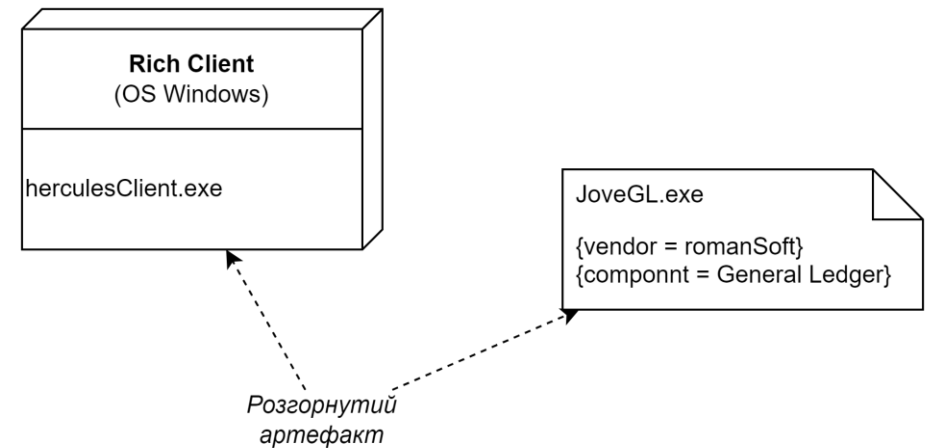 Rich Client
(OS Windows)
herculesClient.exe
JoveGL.exe
{vendor = romanSoft}
{componnt = General Ledger}
Розгорнутий
артефакт